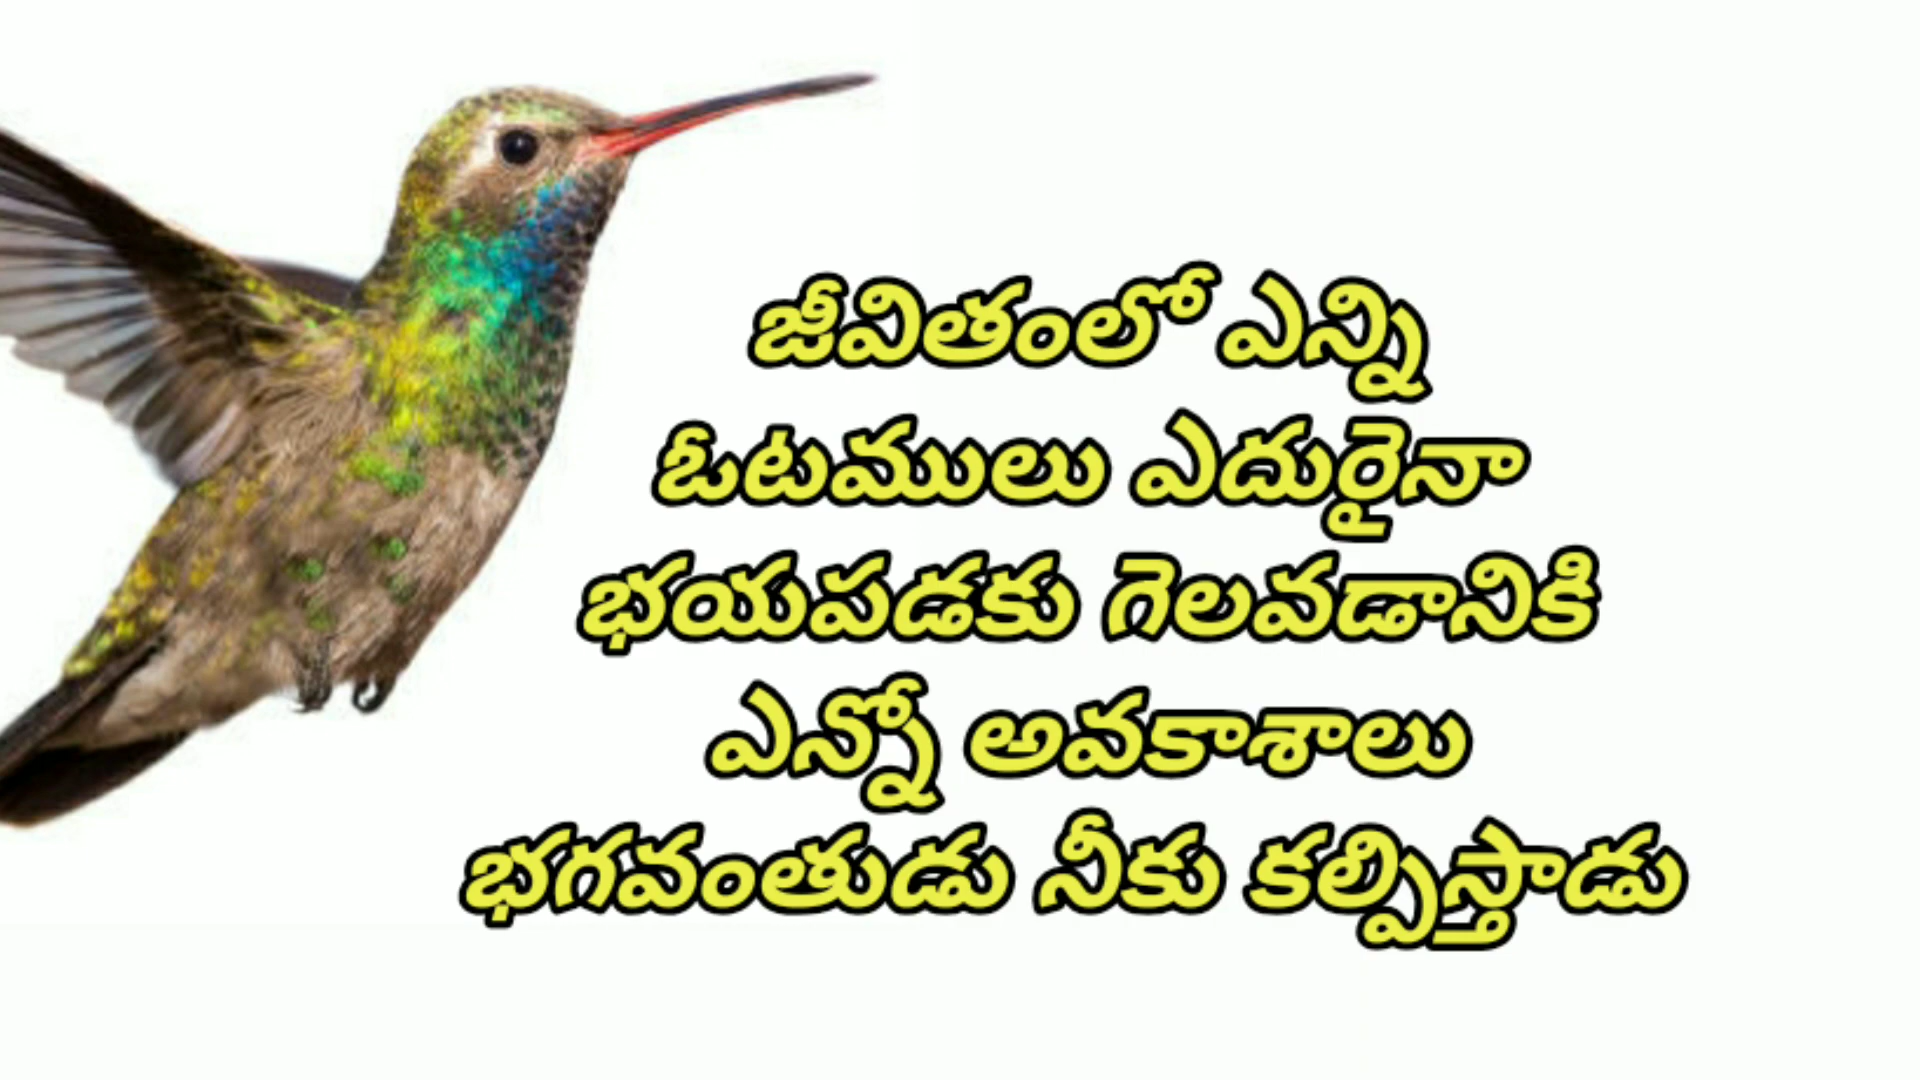 జీవితంలో ఎన్ని
ఓటములు ఎదురైనా
భయపడకు గెలవడానికి
ఎన్నో అవకాశాలు
భగవంతుడు నీకు కల్పిస్తాడు